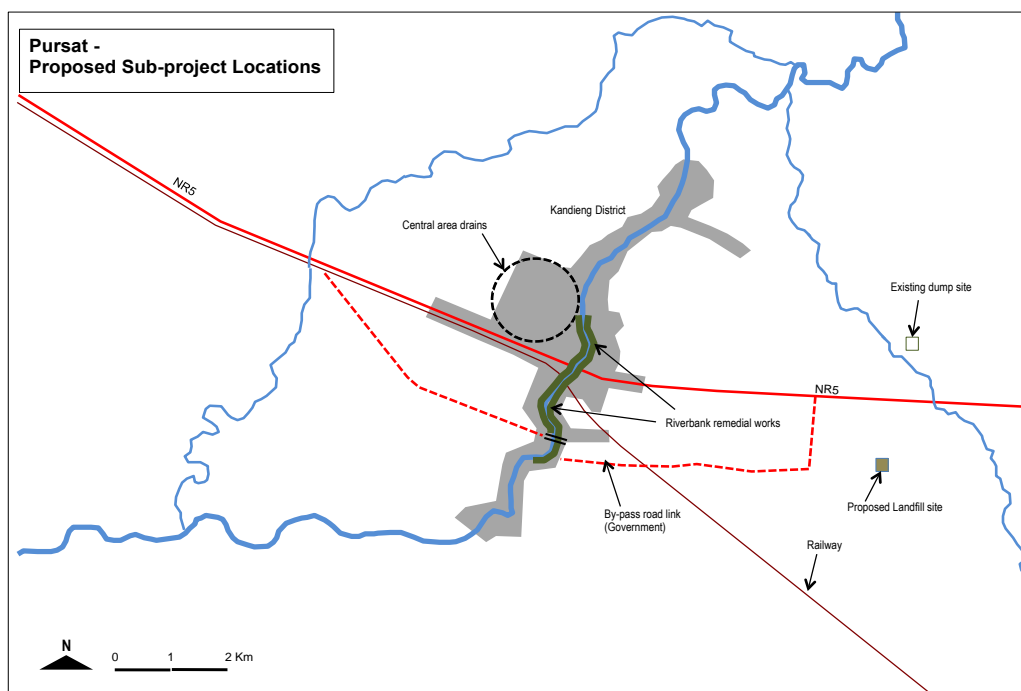 Pursat -
Proposed Sub-project Locations
NR5
Kandieng District
Central area drains
Existing dump site
NR5
Riverbank remedial works
By-pass road link
(Government)
Proposed Landfill site
Railway
N
0 1 2 Km